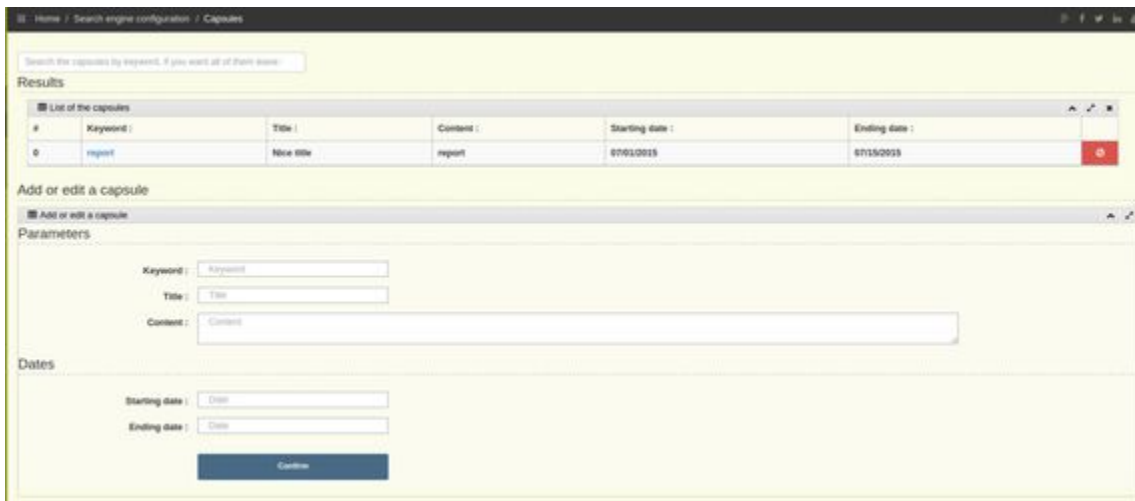 Home / Search engine configuration / Capsules
Search the capsules by keyword, if you want all of them leave
Results
List of the capsules
# Keyword : Title : Content : Starting date : Ending date :
0 report Nice title report 07/01/2015 07/15/2015
Add or edit a capsule
Add or edit a capsule
Parameters
Keyword : Keyword
Title : Title
Content : Content
Dates
Starting date : Date
Ending date : Date
Confirm